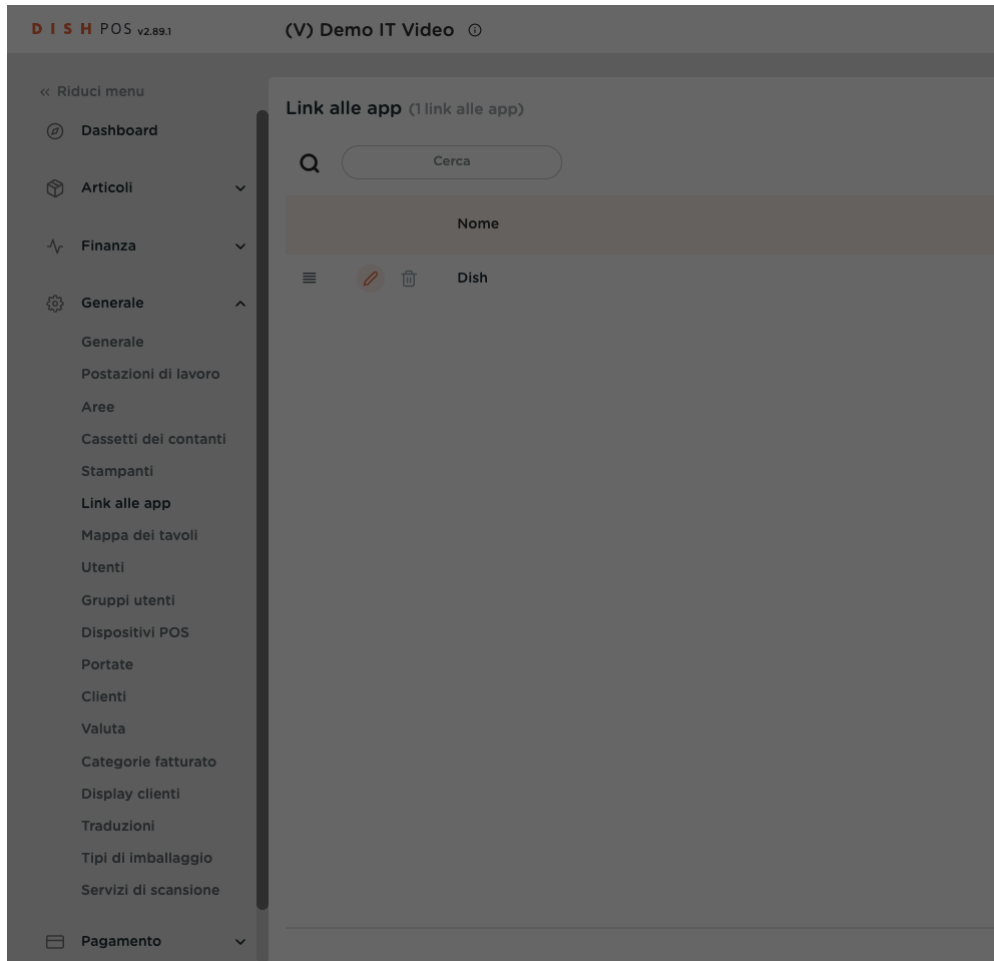 DISH POS v2.89.1
(V) Demo IT Video
« Riduci menu
Dashboard
Articoli
Finanza
Generale
Generale
Postazioni di lavoro
Aree
Cassetti dei contanti
Stampanti
Link alle app
Mappa dei tavoli
Utenti
Gruppi utenti
Dispositivi POS
Portate
Clienti
Valuta
Categorie fatturato
Display clienti
Traduzioni
Tipi di imballaggio
Servizi di scansione
Pagamento
Link alle app (1 link alle app)
Cerca
Nome
Dish